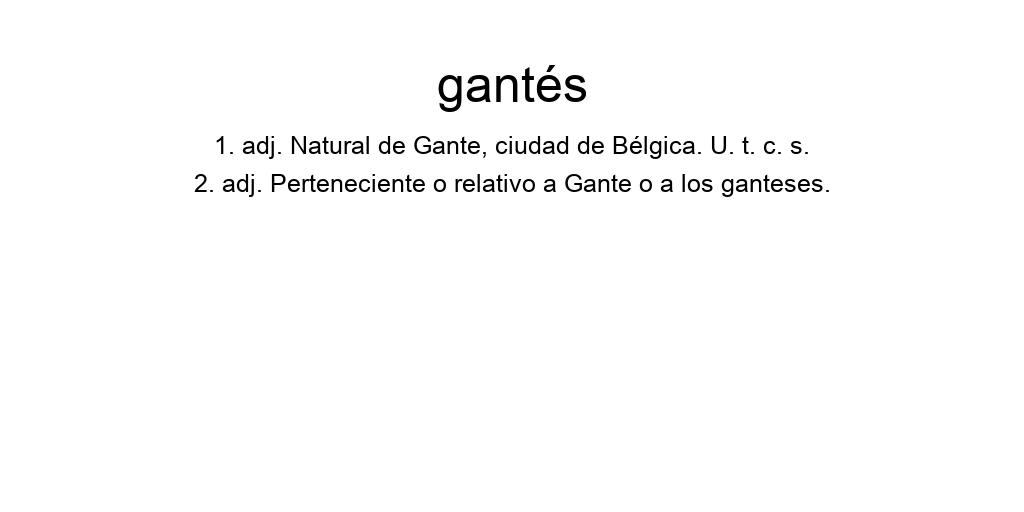 gantés
1. adj. Natural de Gante, ciudad de Bélgica. U. t. c. s.
2. adj. Perteneciente o relativo a Gante o a los ganteses.